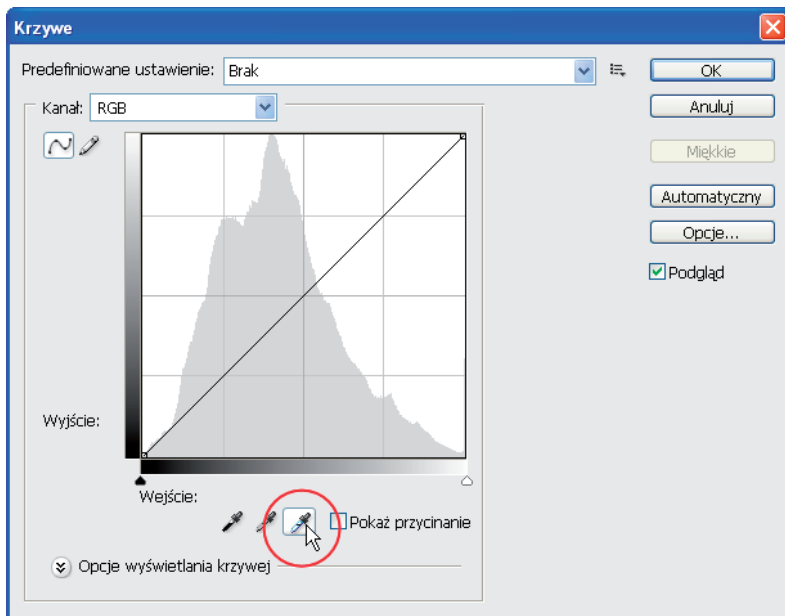 Krzywe
Predefiniowane ustawienie: Brak
OK
Kanał: RGB
Anuluj
Miękkie
Automatyczny
Opcje...
Podgląd
Wyjście:
Wejście:
Pokaż przycinanie
Opcje wyświetlania krzywej